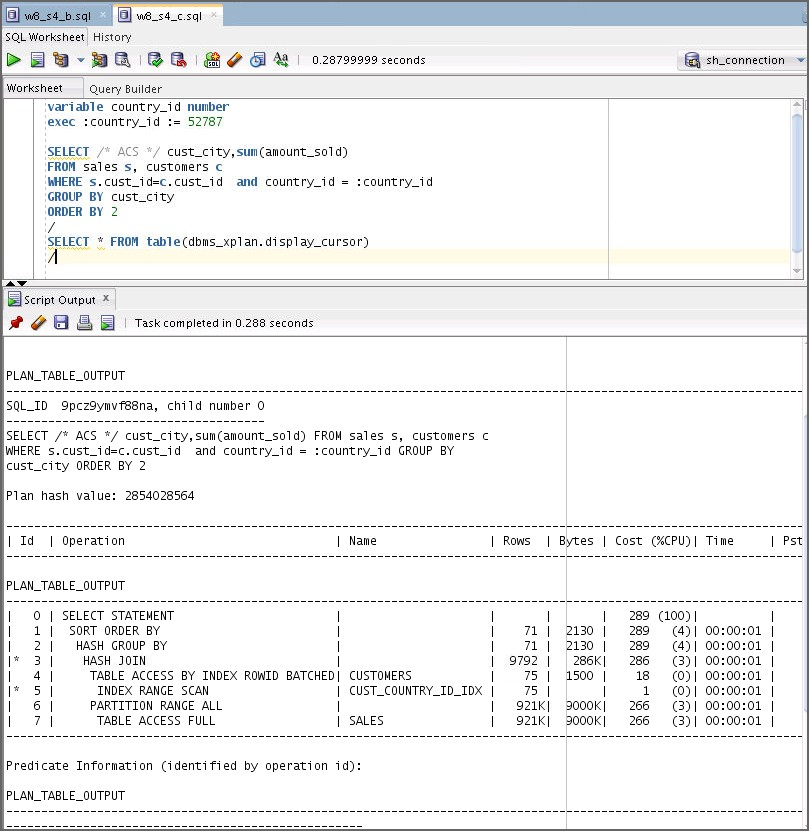 w8_s4_b.sql
w8_s4_c.sql
SQL Worksheet History
0.28799999 seconds
sh_connection
Worksheet Query Builder
variable country_id number
exec :country_id := 52787
SELECT /* ACS */ cust_city,sum(amount_sold)
FROM sales s, customers c
WHERE s.cust_id=c.cust_id  and country_id = :country_id
GROUP BY cust_city
ORDER BY 2
/
SELECT * FROM table(dbms_xplan.display_cursor)
/
Script Output x
Task completed in 0.288 seconds
PLAN_TABLE_OUTPUT
--------------------------------------------------------------------------------
SQL_ID  9pcz9ymvf88na, child number 0
-------------------------------------
SELECT /* ACS */ cust_city,sum(amount_sold) FROM sales s, customers c
WHERE s.cust_id=c.cust_id  and country_id = :country_id GROUP BY
cust_city ORDER BY 2
Plan hash value: 2854028564
--------------------------------------------------------------------------------
| Id  | Operation                              | Name                | Rows  | Bytes | Cost (%CPU)| Time     | Pst
--------------------------------------------------------------------------------
PLAN_TABLE_OUTPUT
--------------------------------------------------------------------------------
|   0 | SELECT STATEMENT                       |                     |       |       |   289 (100)|          |
|   1 |  SORT ORDER BY                         |                     |    71 |  2130 |   289   (4)| 00:00:01 |
|   2 |   HASH GROUP BY                        |                     |    71 |  2130 |   289   (4)| 00:00:01 |
|*  3 |    HASH JOIN                           |                     |  9792 |   286K|   286   (3)| 00:00:01 |
|   4 |     TABLE ACCESS BY INDEX ROWID BATCHED| CUSTOMERS           |    75 |  1500 |    18   (0)| 00:00:01 |
|*  5 |      INDEX RANGE SCAN                  | CUST_COUNTRY_ID_IDX |    75 |       |     1   (0)| 00:00:01 |
|   6 |     PARTITION RANGE ALL                |                     |   921K|  9000K|   266   (3)| 00:00:01 |
|   7 |      TABLE ACCESS FULL                 | SALES               |   921K|  9000K|   266   (3)| 00:00:01 |
--------------------------------------------------------------------------------
Predicate Information (identified by operation id):
PLAN_TABLE_OUTPUT
--------------------------------------------------------------------------------
---------------------------------------------------